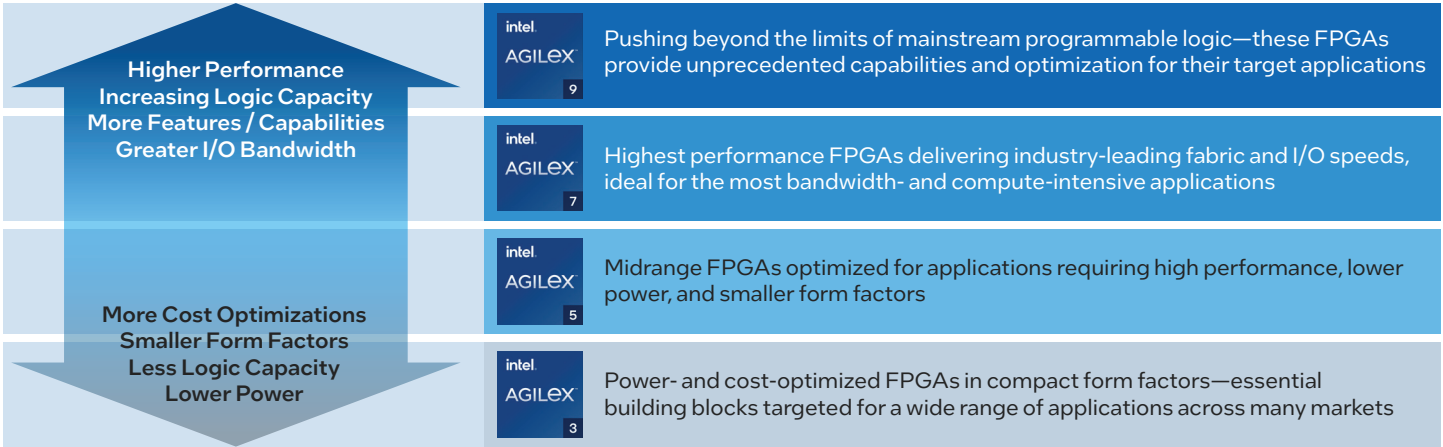 Higher Performance
Increasing Logic Capacity
More Features / Capabilities
Greater I/O Bandwidth
More Cost Optimizations
Smaller Form Factors
Less Logic Capacity
Lower Power
intel.
AGILEX™
9
Pushing beyond the limits of mainstream programmable logic—these FPGAs
provide unprecedented capabilities and optimization for their target applications
intel.
AGILEX™
7
Highest performance FPGAs delivering industry-leading fabric and I/O speeds,
ideal for the most bandwidth- and compute-intensive applications
intel.
AGILEX™
5
Midrange FPGAs optimized for applications requiring high performance, lower
power, and smaller form factors
intel.
AGILEX™
3
Power- and cost-optimized FPGAs in compact form factors—essential
building blocks targeted for a wide range of applications across many markets